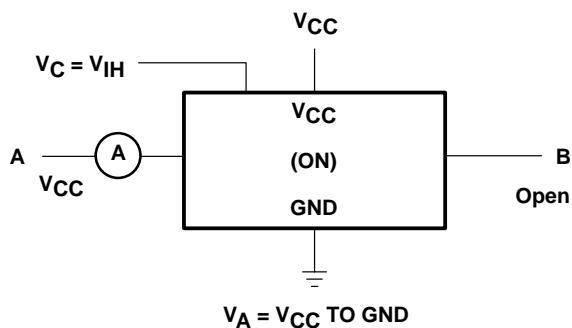 VCC
VC = VIH
VCC
A
A
(ON)
B
VCC
GND
Open
VA = VCC TO GND